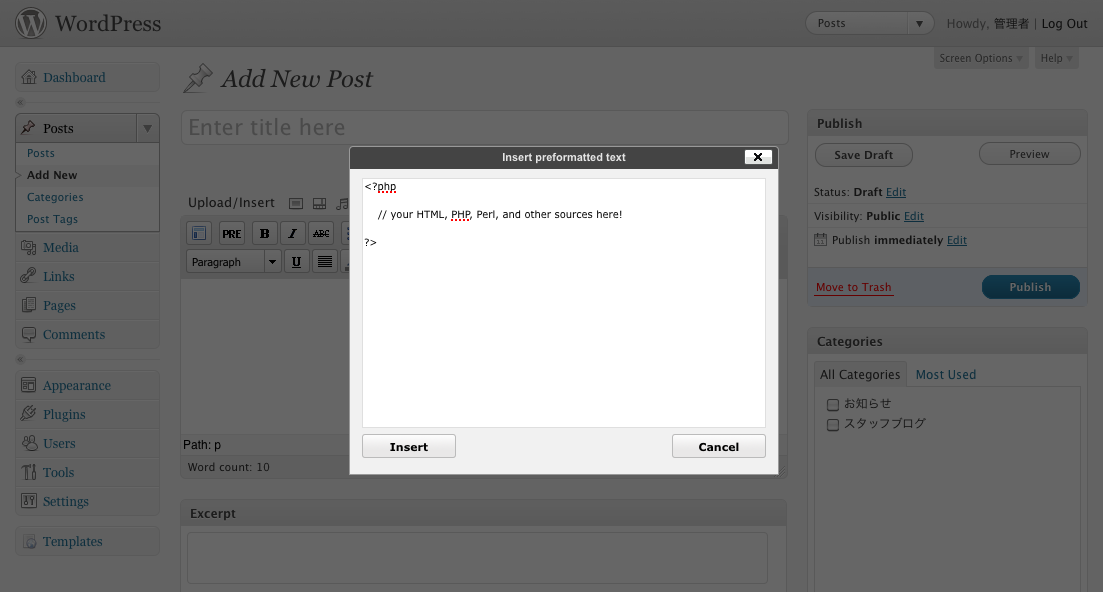 WordPress
Posts
Howdy, 管理者 | Log Out
Screen Options
Help
Dashboard
Posts
Posts
Add New
Categories
Post Tags
Media
Links
Pages
Comments
Appearance
Plugins
Users
Tools
Settings
Templates
Add New Post
Enter title here
Upload/Insert
PRE B I ABC
Paragraph U
Path: p
Word count: 10
Excerpt
Insert preformatted text
<?php
// your HTML, PHP, Perl, and other sources here!
?>
Insert
Cancel
Publish
Save Draft
Preview
Status: Draft Edit
Visibility: Public Edit
Publish immediately Edit
Move to Trash
Publish
Categories
All Categories
Most Used
お知らせ
スタッフブログ